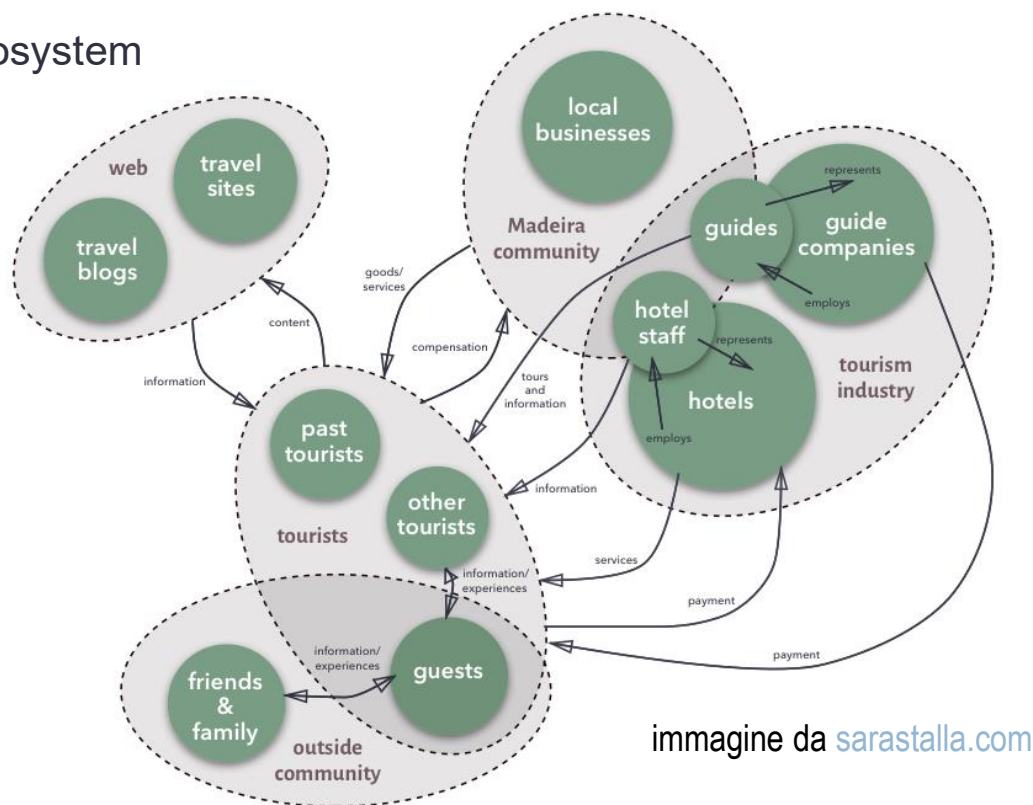 osystem
web
travel
sites
travel
blogs
local
businesses
Madeira
community
guides
represents
guide
companies
employs
hotel
staff
represents
hotels
employs
tourism
industry
goods/
services
content
compensation
information
tours
and
information
information
past
tourists
other
tourists
tourists
information/
experiences
services
payment
payment
information/
experiences
guests
friends
&
family
outside
community
immagine da sarastalla.com